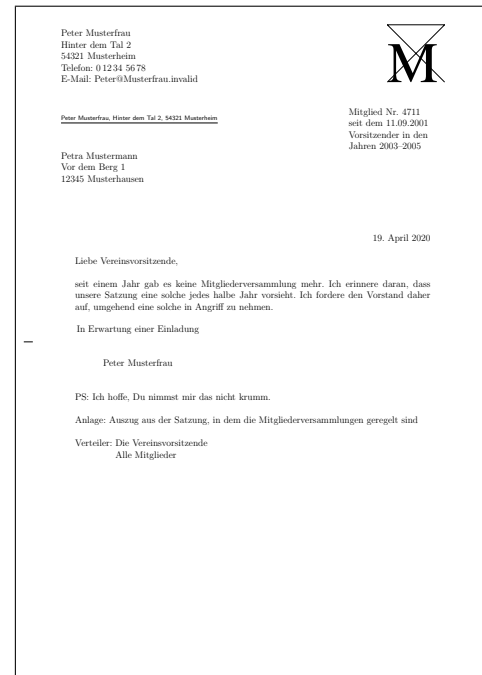 Peter Musterfrau
Hinter dem Tal 2
54321 Musterheim
Telefon: 0 12 34 56 78
E-Mail: Peter@Musterfrau.invalid
M
Peter Musterfrau, Hinter dem Tal 2, 54321 Musterheim
Mitglied Nr. 4711
seit dem 11.09.2001
Vorsitzender in den
Jahren 2003–2005
Petra Mustermann
Vor dem Berg 1
12345 Musterhausen
19. April 2020
Liebe Vereinsvorsitzende,
seit einem Jahr gab es keine Mitgliederversammlung mehr. Ich erinnere daran, dass
unsere Satzung eine solche jedes halbe Jahr vorsieht. Ich fordere den Vorstand daher
auf, umgehend eine solche in Angriff zu nehmen.
In Erwartung einer Einladung
Peter Musterfrau
PS: Ich hoffe, Du nimmst mir das nicht krumm.
Anlage: Auszug aus der Satzung, in dem die Mitgliederversammlungen geregelt sind
Verteiler: Die Vereinsvorsitzende
Alle Mitglieder